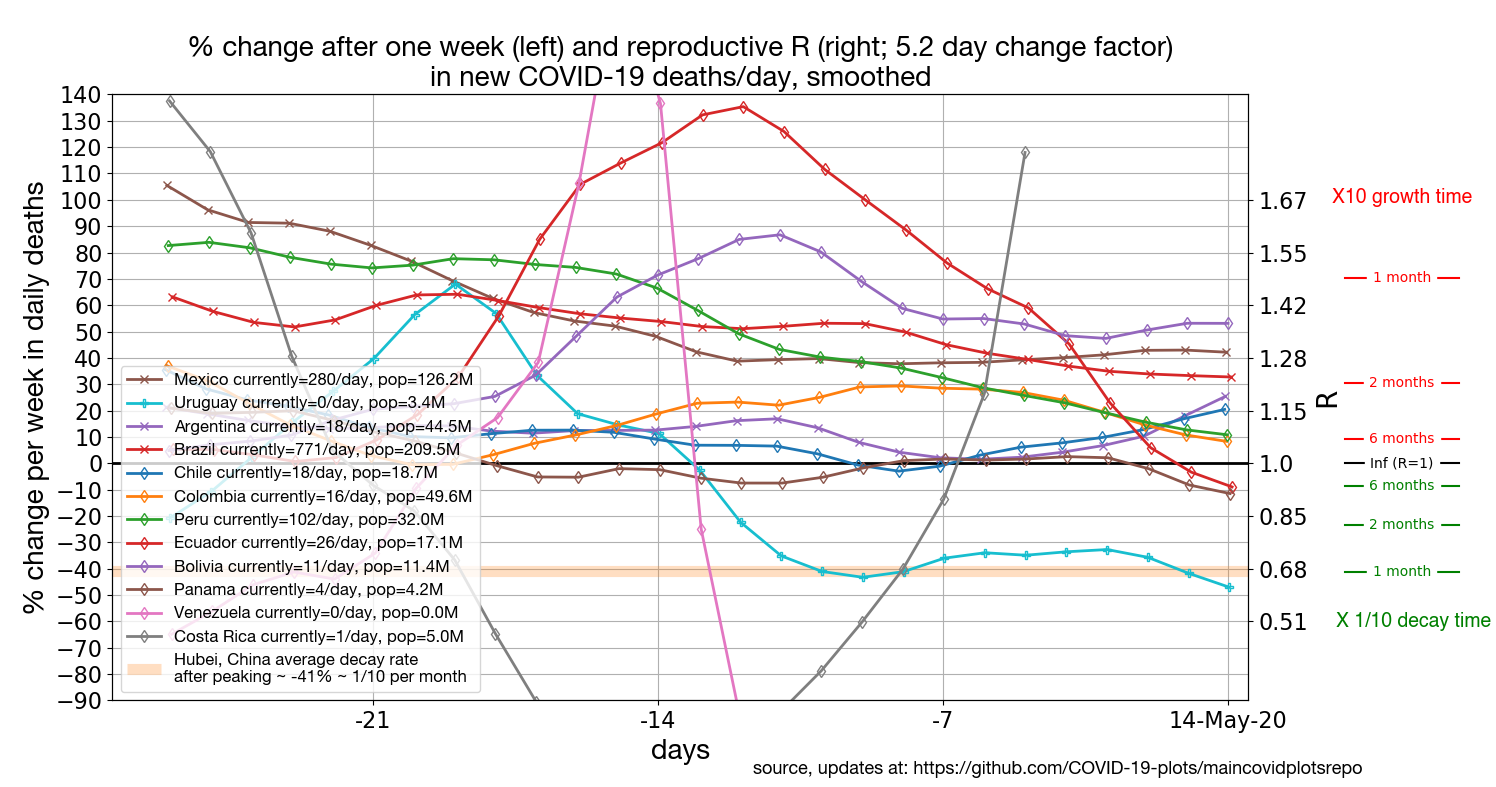 % change after one week (left) and reproductive R (right; 5.2 day change factor)
in new COVID-19 deaths/day, smoothed
% change per week in daily deaths
140
130
120
110
100
90
80
70
60
50
40
30
20
10
0
−10
−20
−30
−40
−50
−60
−70
−80
−90
Mexico currently=280/day, pop=126.2M
Uruguay currently=0/day, pop=3.4M
Argentina currently=18/day, pop=44.5M
Brazil currently=771/day, pop=209.5M
Chile currently=18/day, pop=18.7M
Colombia currently=16/day, pop=49.6M
Peru currently=102/day, pop=32.0M
Ecuador currently=26/day, pop=17.1M
Bolivia currently=11/day, pop=11.4M
Panama currently=4/day, pop=4.2M
Venezuela currently=0/day, pop=0.0M
Costa Rica currently=1/day, pop=5.0M
Hubei, China average decay rate
after peaking ~ -41% ~ 1/10 per month
-21
-14
-7
14-May-20
days
1.67
1.55
1.42
1.28
1.15
1.0
0.85
0.68
0.51
R
X10 growth time
1 month
2 months
6 months
Inf (R=1)
6 months
2 months
1 month
X 1/10 decay time
source, updates at: https://github.com/COVID-19-plots/maincovidplotsrepo